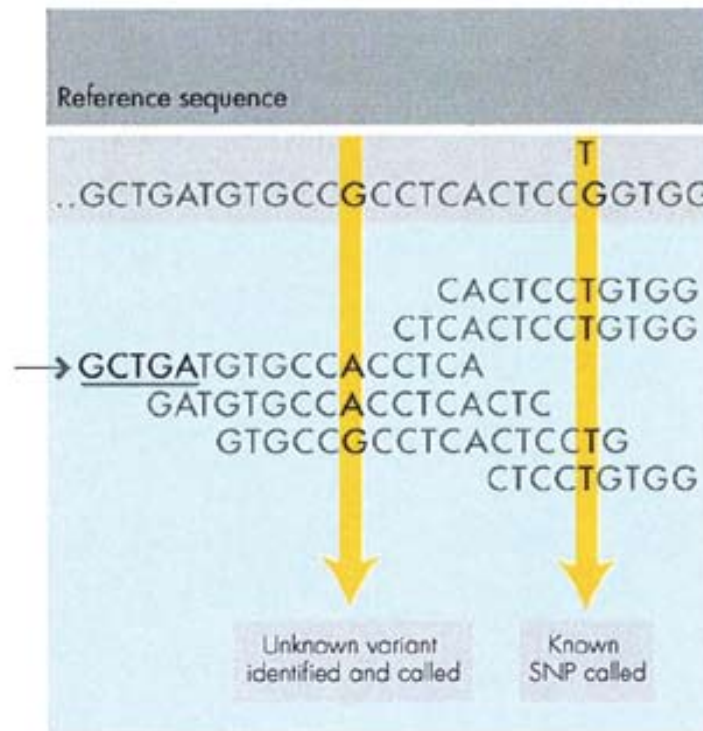 Reference sequence
T
..GCTGATGTGCCGCCTCACTCCGGTGG
CACTCCTGTGG
CTCACTCCTGTGG
GCTGATGTGCCACCTCA
GATGTGCCACCTCACTC
GTGCCGCCTCACTCCTG
CTCCTGTGG
Unknown variant
identified and called
Known
SNP called